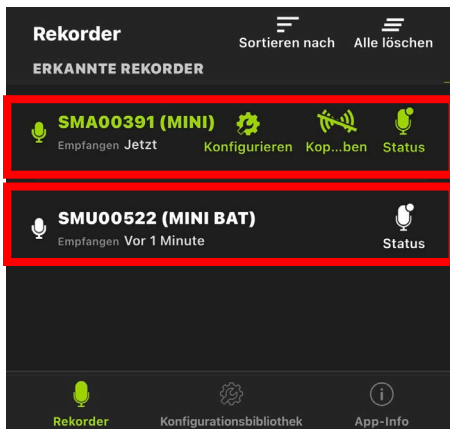 Rekorder
Sortieren nach
Alle löschen
ERKANNTE REKORDER
SMA00391 (MINI)
Empfangen Jetzt
Konfigurieren
Kop...ben
Status
SMU00522 (MINI BAT)
Empfangen Vor 1 Minute
Status
Rekorder
Konfigurationsbibliothek
App-Info